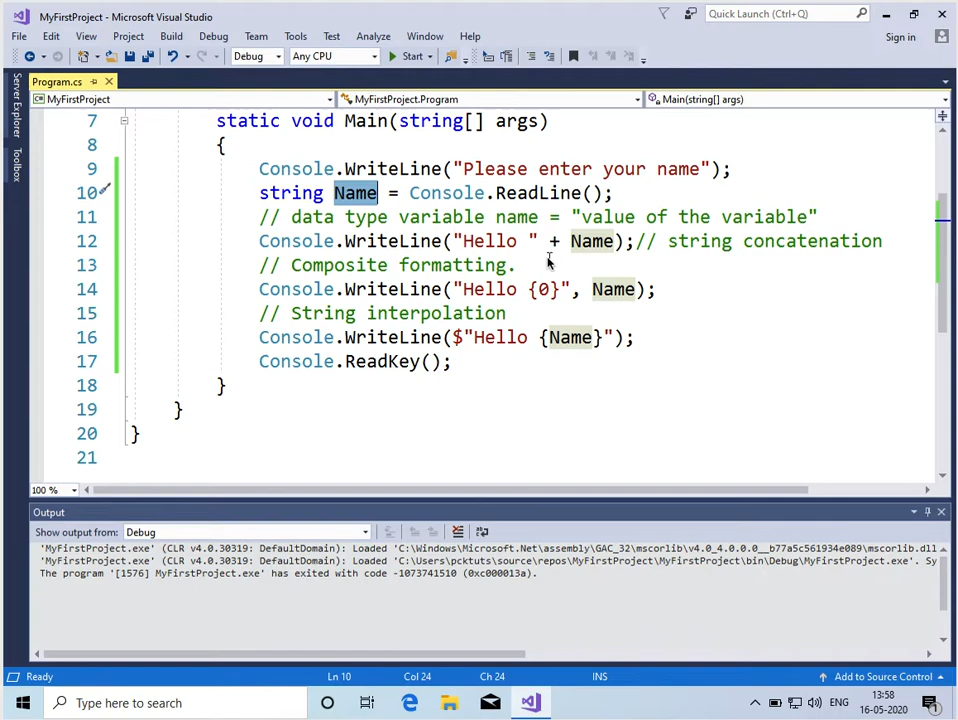 MyFirstProject - Microsoft Visual Studio
Quick Launch (Ctrl+Q)
File Edit View Project Build Debug Team Tools Test Analyze Window Help
Sign in
Debug Any CPU Start
Server Explorer
Toolbox
Program.cs
MyFirstProject MyFirstProject.Program Main(string[] args)
7 static void Main(string[] args)
8 {
9 Console.WriteLine("Please enter your name");
10 string Name = Console.ReadLine();
11 // data type variable name = "value of the variable"
12 Console.WriteLine("Hello " + Name);// string concatenation
13 // Composite formatting.
14 Console.WriteLine("Hello {0}", Name);
15 // String interpolation
16 Console.WriteLine($"Hello {Name}");
17 Console.ReadKey();
18 }
19 }
20 }
21
100 %
Output
Show output from: Debug
'MyFirstProject.exe' (CLR v4.0.30319: DefaultDomain): Loaded 'C:\Windows\Microsoft.Net\assembly\GAC_32\mscorlib\v4.0_4.0.0.0__b77a5c561934e089\mscorlib.dll
'MyFirstProject.exe' (CLR v4.0.30319: DefaultDomain): Loaded 'C:\Users\pcktuts\source\repos\MyFirstProject\MyFirstProject\bin\Debug\MyFirstProject.exe'. Sy
The program '[1576] MyFirstProject.exe' has exited with code -1073741510 (0xc000013a).
Ready Ln 10 Col 24 Ch 24 INS Add to Source Control
Type here to search
ENG
13:58
16-05-2020
1